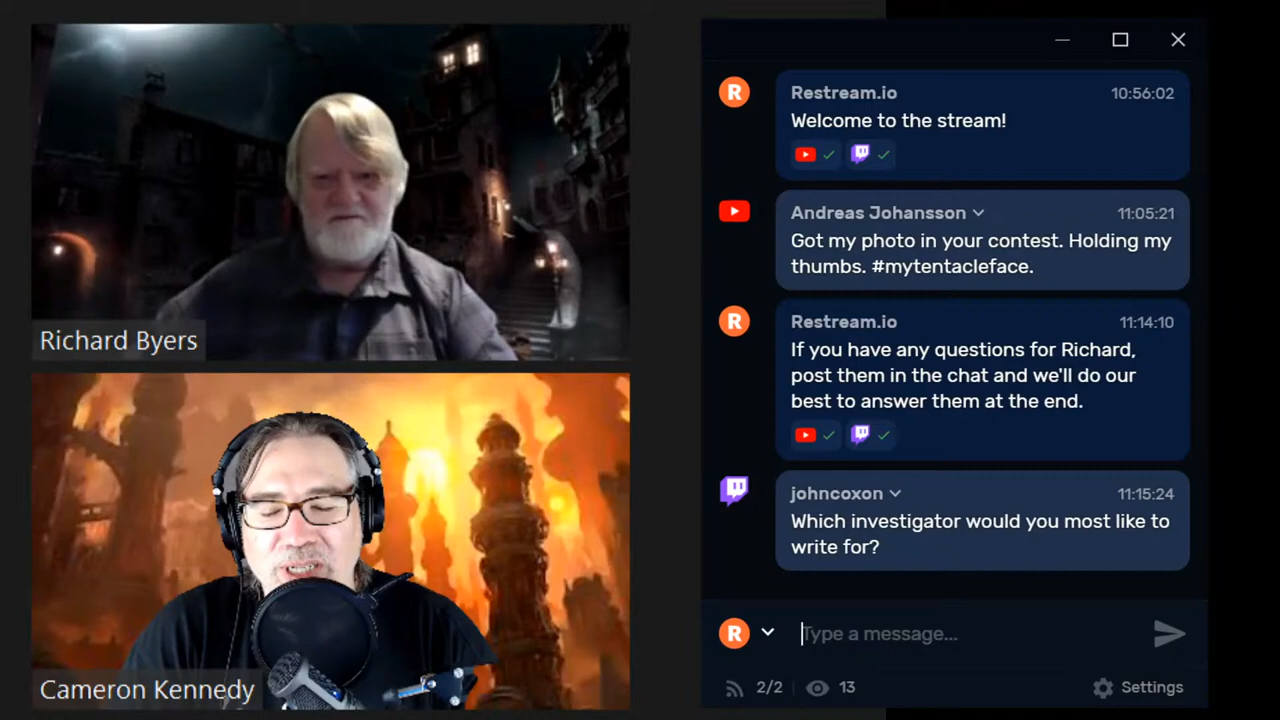 Richard Byers
Cameron Kennedy
R
Restream.io
10:56:02
Welcome to the stream!
Andreas Johansson
11:05:21
Got my photo in your contest. Holding my
thumbs. #mytentacleface.
R
Restream.io
11:14:10
If you have any questions for Richard,
post them in the chat and we'll do our
best to answer them at the end.
johncoxon
11:15:24
Which investigator would you most like to
write for?
R
Type a message...
2/2
13
Settings